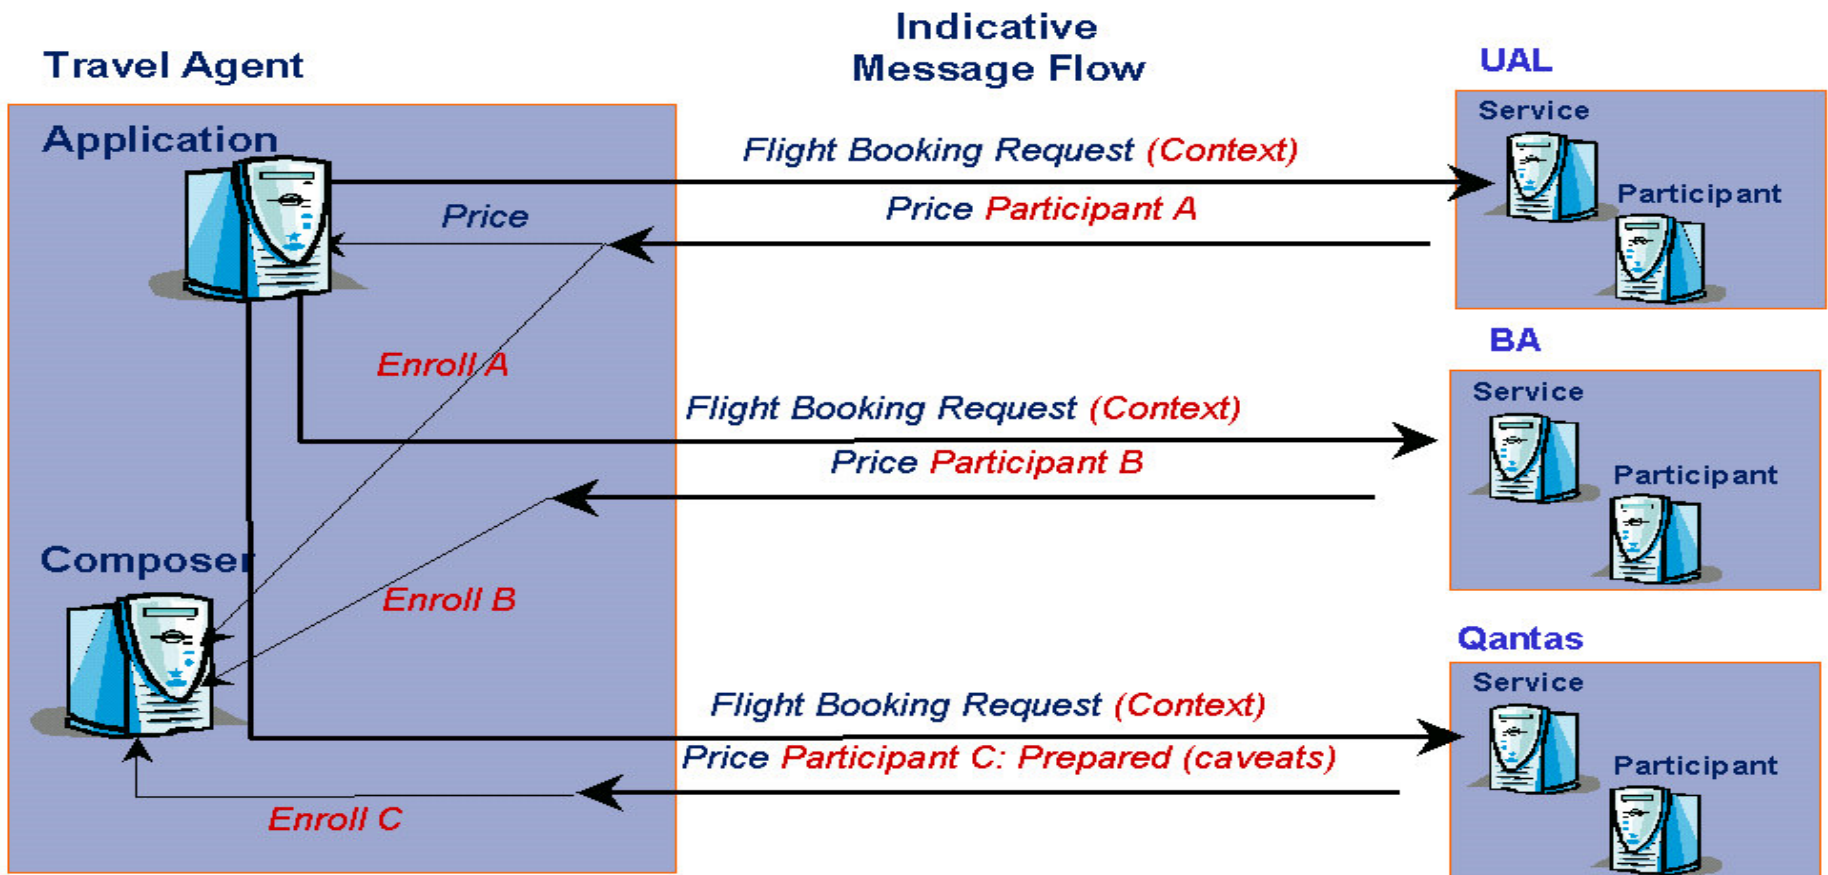 Indicative
Message Flow
Travel Agent
UAL
Application
Service
Flight Booking Request (Context)
Participant
Price
Price Participant A
BA
Enroll A
Service
Flight Booking Request (Context)
Price Participant B
Participant
Composer
Enroll B
Qantas
Service
Flight Booking Request (Context)
Price Participant C: Prepared (caveats)
Participant
Enroll C